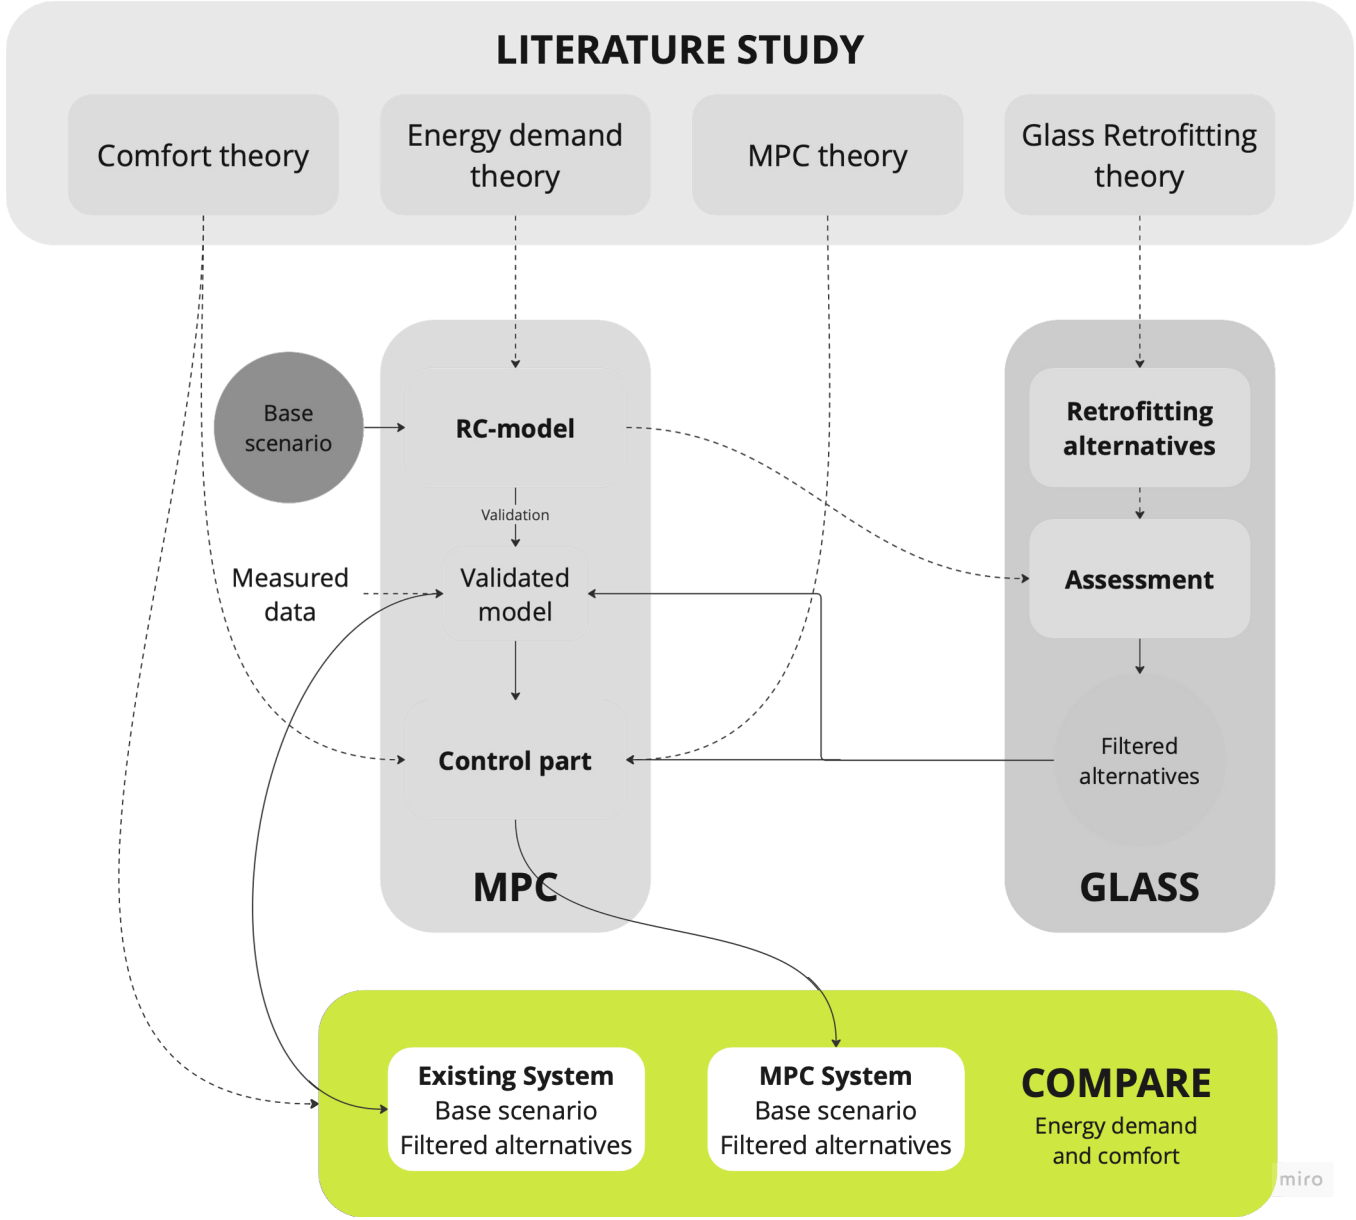 LITERATURE STUDY
Comfort theory
Energy demand
theory
MPC theory
Glass Retrofitting
theory
Base
scenario
RC-model
Retrofitting
alternatives
Validation
Measured
data
Validated
model
Assessment
Control part
Filtered
alternatives
MPC
GLASS
Existing System
Base scenario
Filtered alternatives
MPC System
Base scenario
Filtered alternatives
COMPARE
Energy demand
and comfort
miro